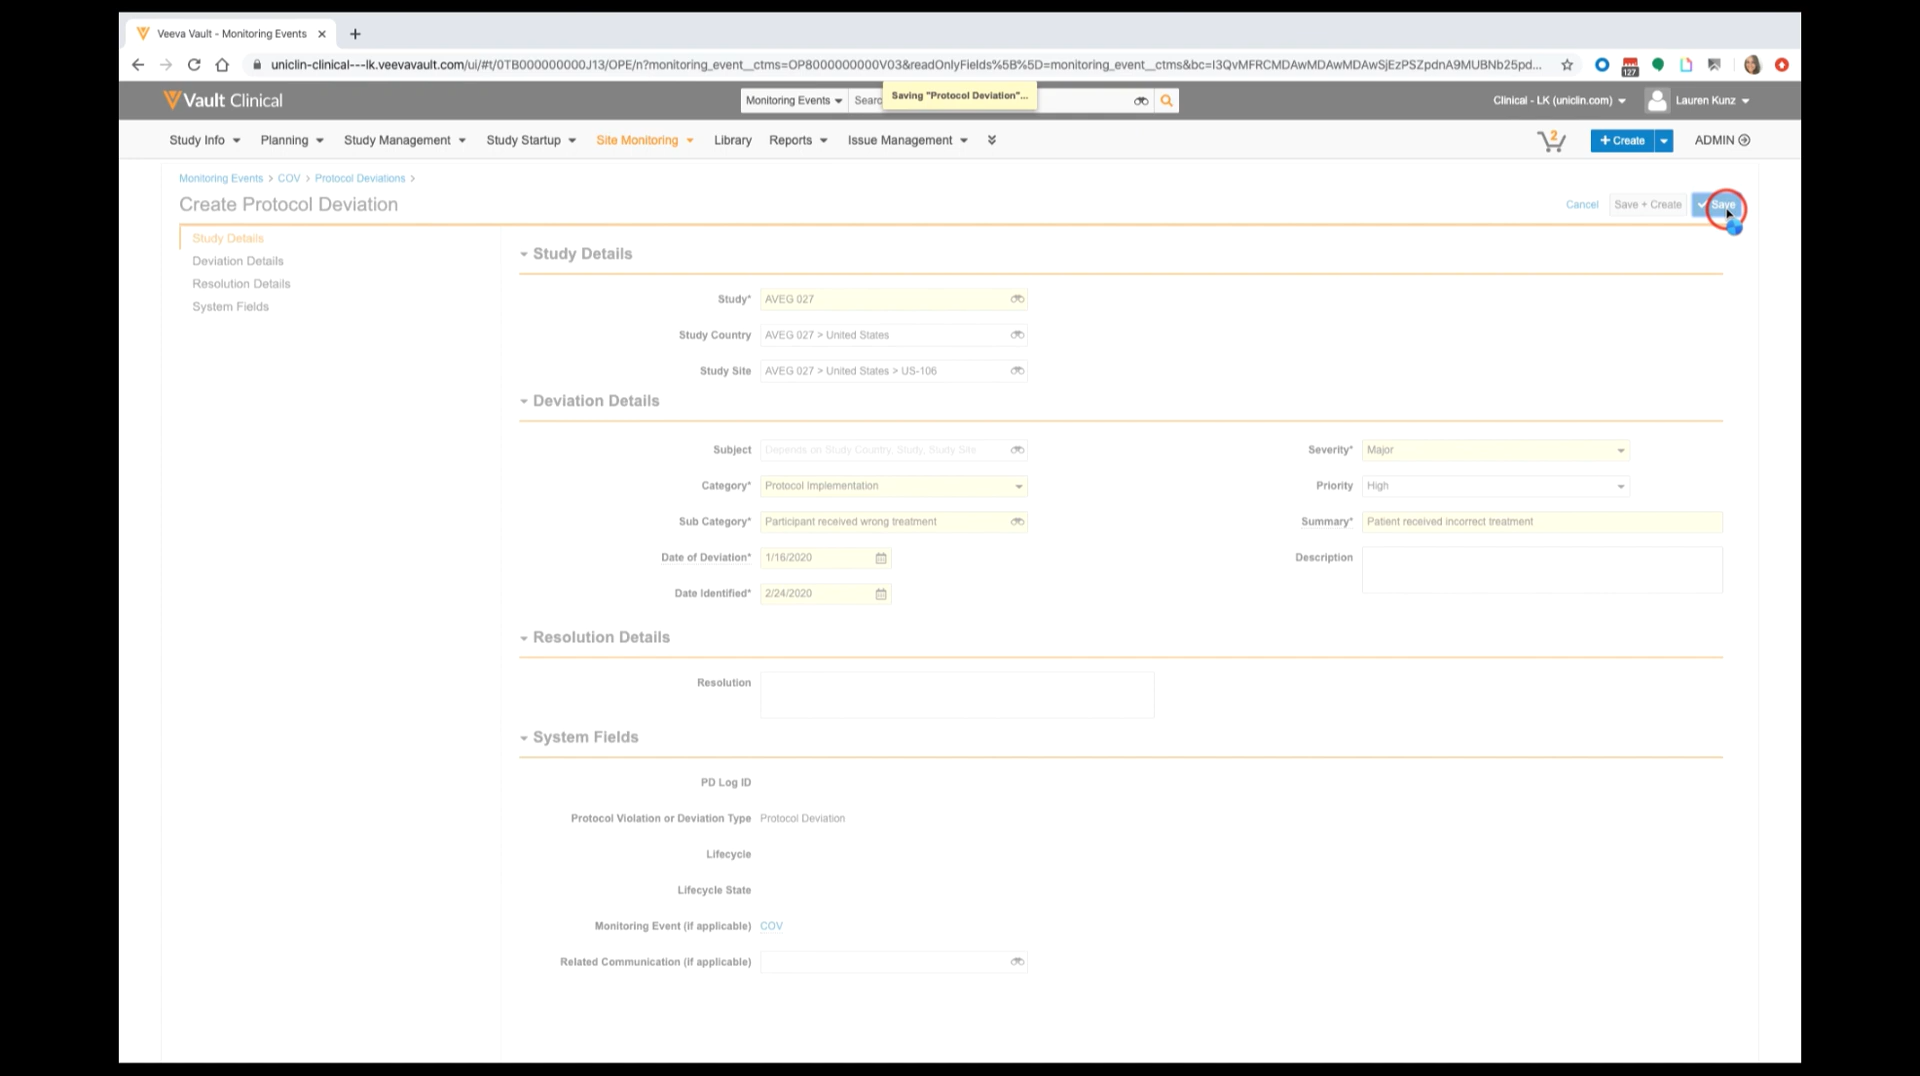 Veeva Vault - Monitoring Events
uniclin-clinical---lk.veevavault.com/ui/#t/0TB000000000J13/OPE/n?monitoring_event__ctms=OP8000000000V03&readOnlyFields%5B%5D=monitoring_event__ctms&bc=I3QvMFRCMDAwMDAwMDAwSjEzPSZpdnA9MUBNb25pd...
127
Vault Clinical
Monitoring Events
Searc
Saving "Protocol Deviation"...
Clinical - LK (uniclin.com)
Lauren Kunz
Study Info
Planning
Study Management
Study Startup
Site Monitoring
Library
Reports
Issue Management
2
+ Create
ADMIN
Monitoring Events > COV > Protocol Deviations >
Create Protocol Deviation
Cancel
Save + Create
Save
Study Details
Deviation Details
Resolution Details
System Fields
Study Details
Study* AVEG 027
Study Country AVEG 027 > United States
Study Site AVEG 027 > United States > US-106
Deviation Details
Subject Depends on Study Country, Study, Study Site
Severity* Major
Category* Protocol Implementation
Priority High
Sub Category* Participant received wrong treatment
Summary* Patient received incorrect treatment
Date of Deviation* 1/16/2020
Description
Date Identified* 2/24/2020
Resolution Details
Resolution
System Fields
PD Log ID
Protocol Violation or Deviation Type Protocol Deviation
Lifecycle
Lifecycle State
Monitoring Event (if applicable) COV
Related Communication (if applicable)